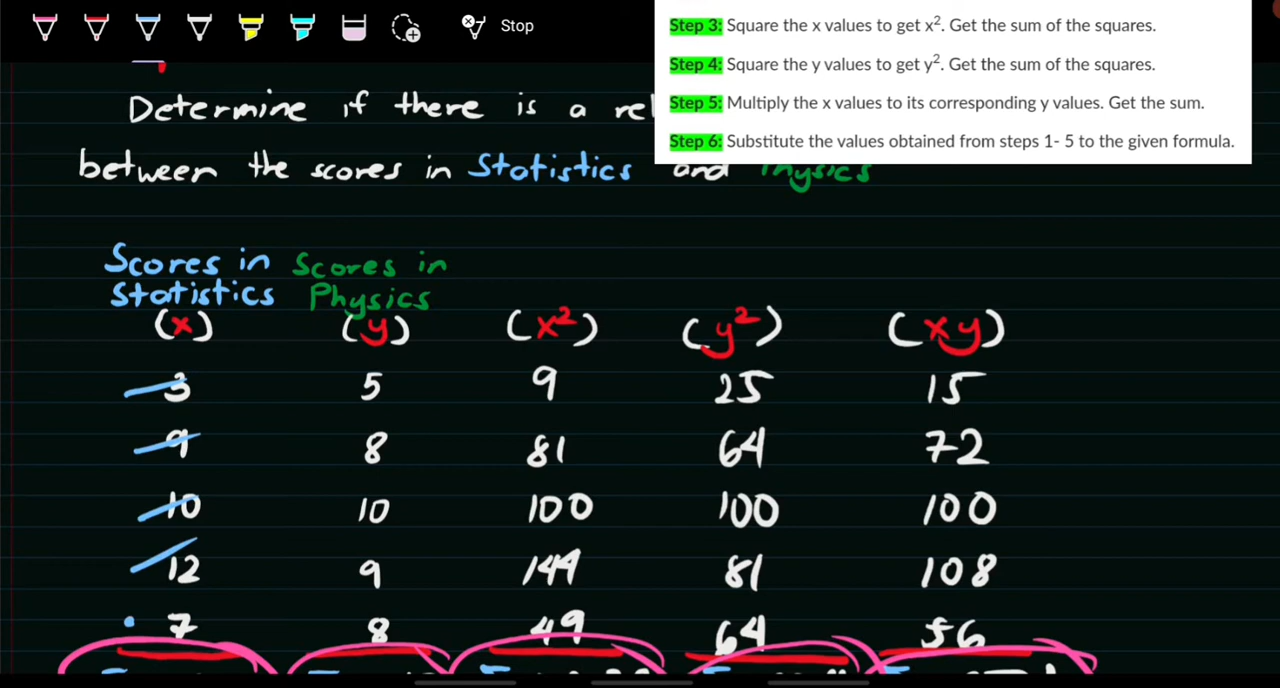 Stop
Step 3: Square the x values to get x². Get the sum of the squares.
Step 4: Square the y values to get y². Get the sum of the squares.
Step 5: Multiply the x values to its corresponding y values. Get the sum.
Step 6: Substitute the values obtained from steps 1- 5 to the given formula.
Determine if there is a rel
between the scores in Statistics and Physics
Scores in Scores in
Statistics Physics
(x) (y) (x²) (y²) (xy)
3 5 9 25 15
9 8 81 64 72
10 10 100 100 100
12 9 144 81 108
7 8 49 64 56